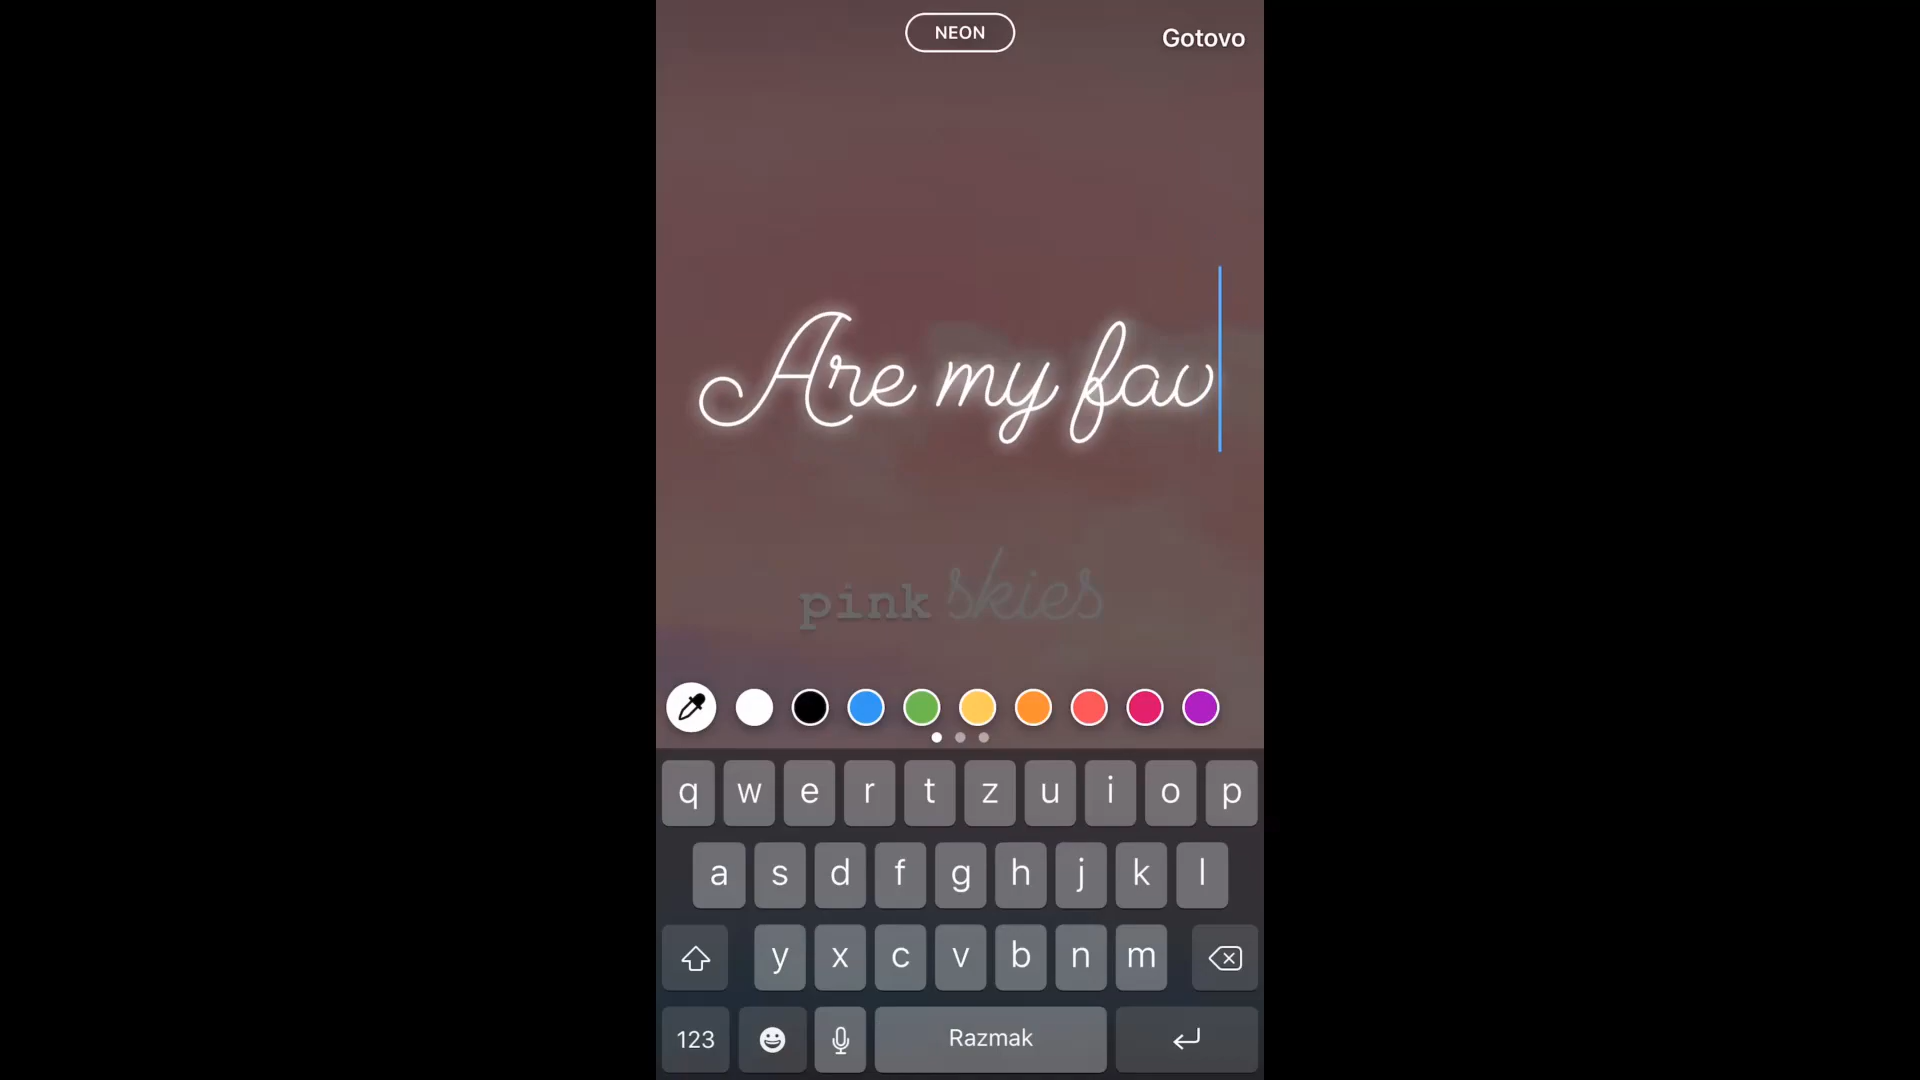 NEON
Gotovo
Are my fav
pink skies
q w e r t z u i o p
a s d f g h j k l
y x c v b n m
123 Razmak